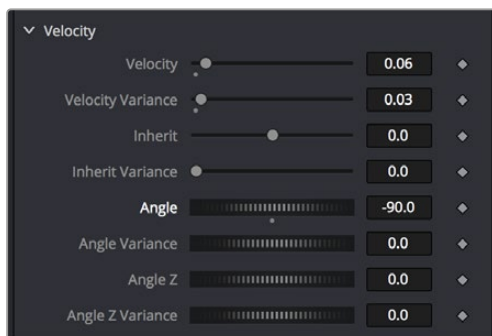 Velocity
Velocity 0.06
Velocity Variance 0.03
Inherit 0.0
Inherit Variance 0.0
Angle -90.0
Angle Variance 0.0
Angle Z 0.0
Angle Z Variance 0.0